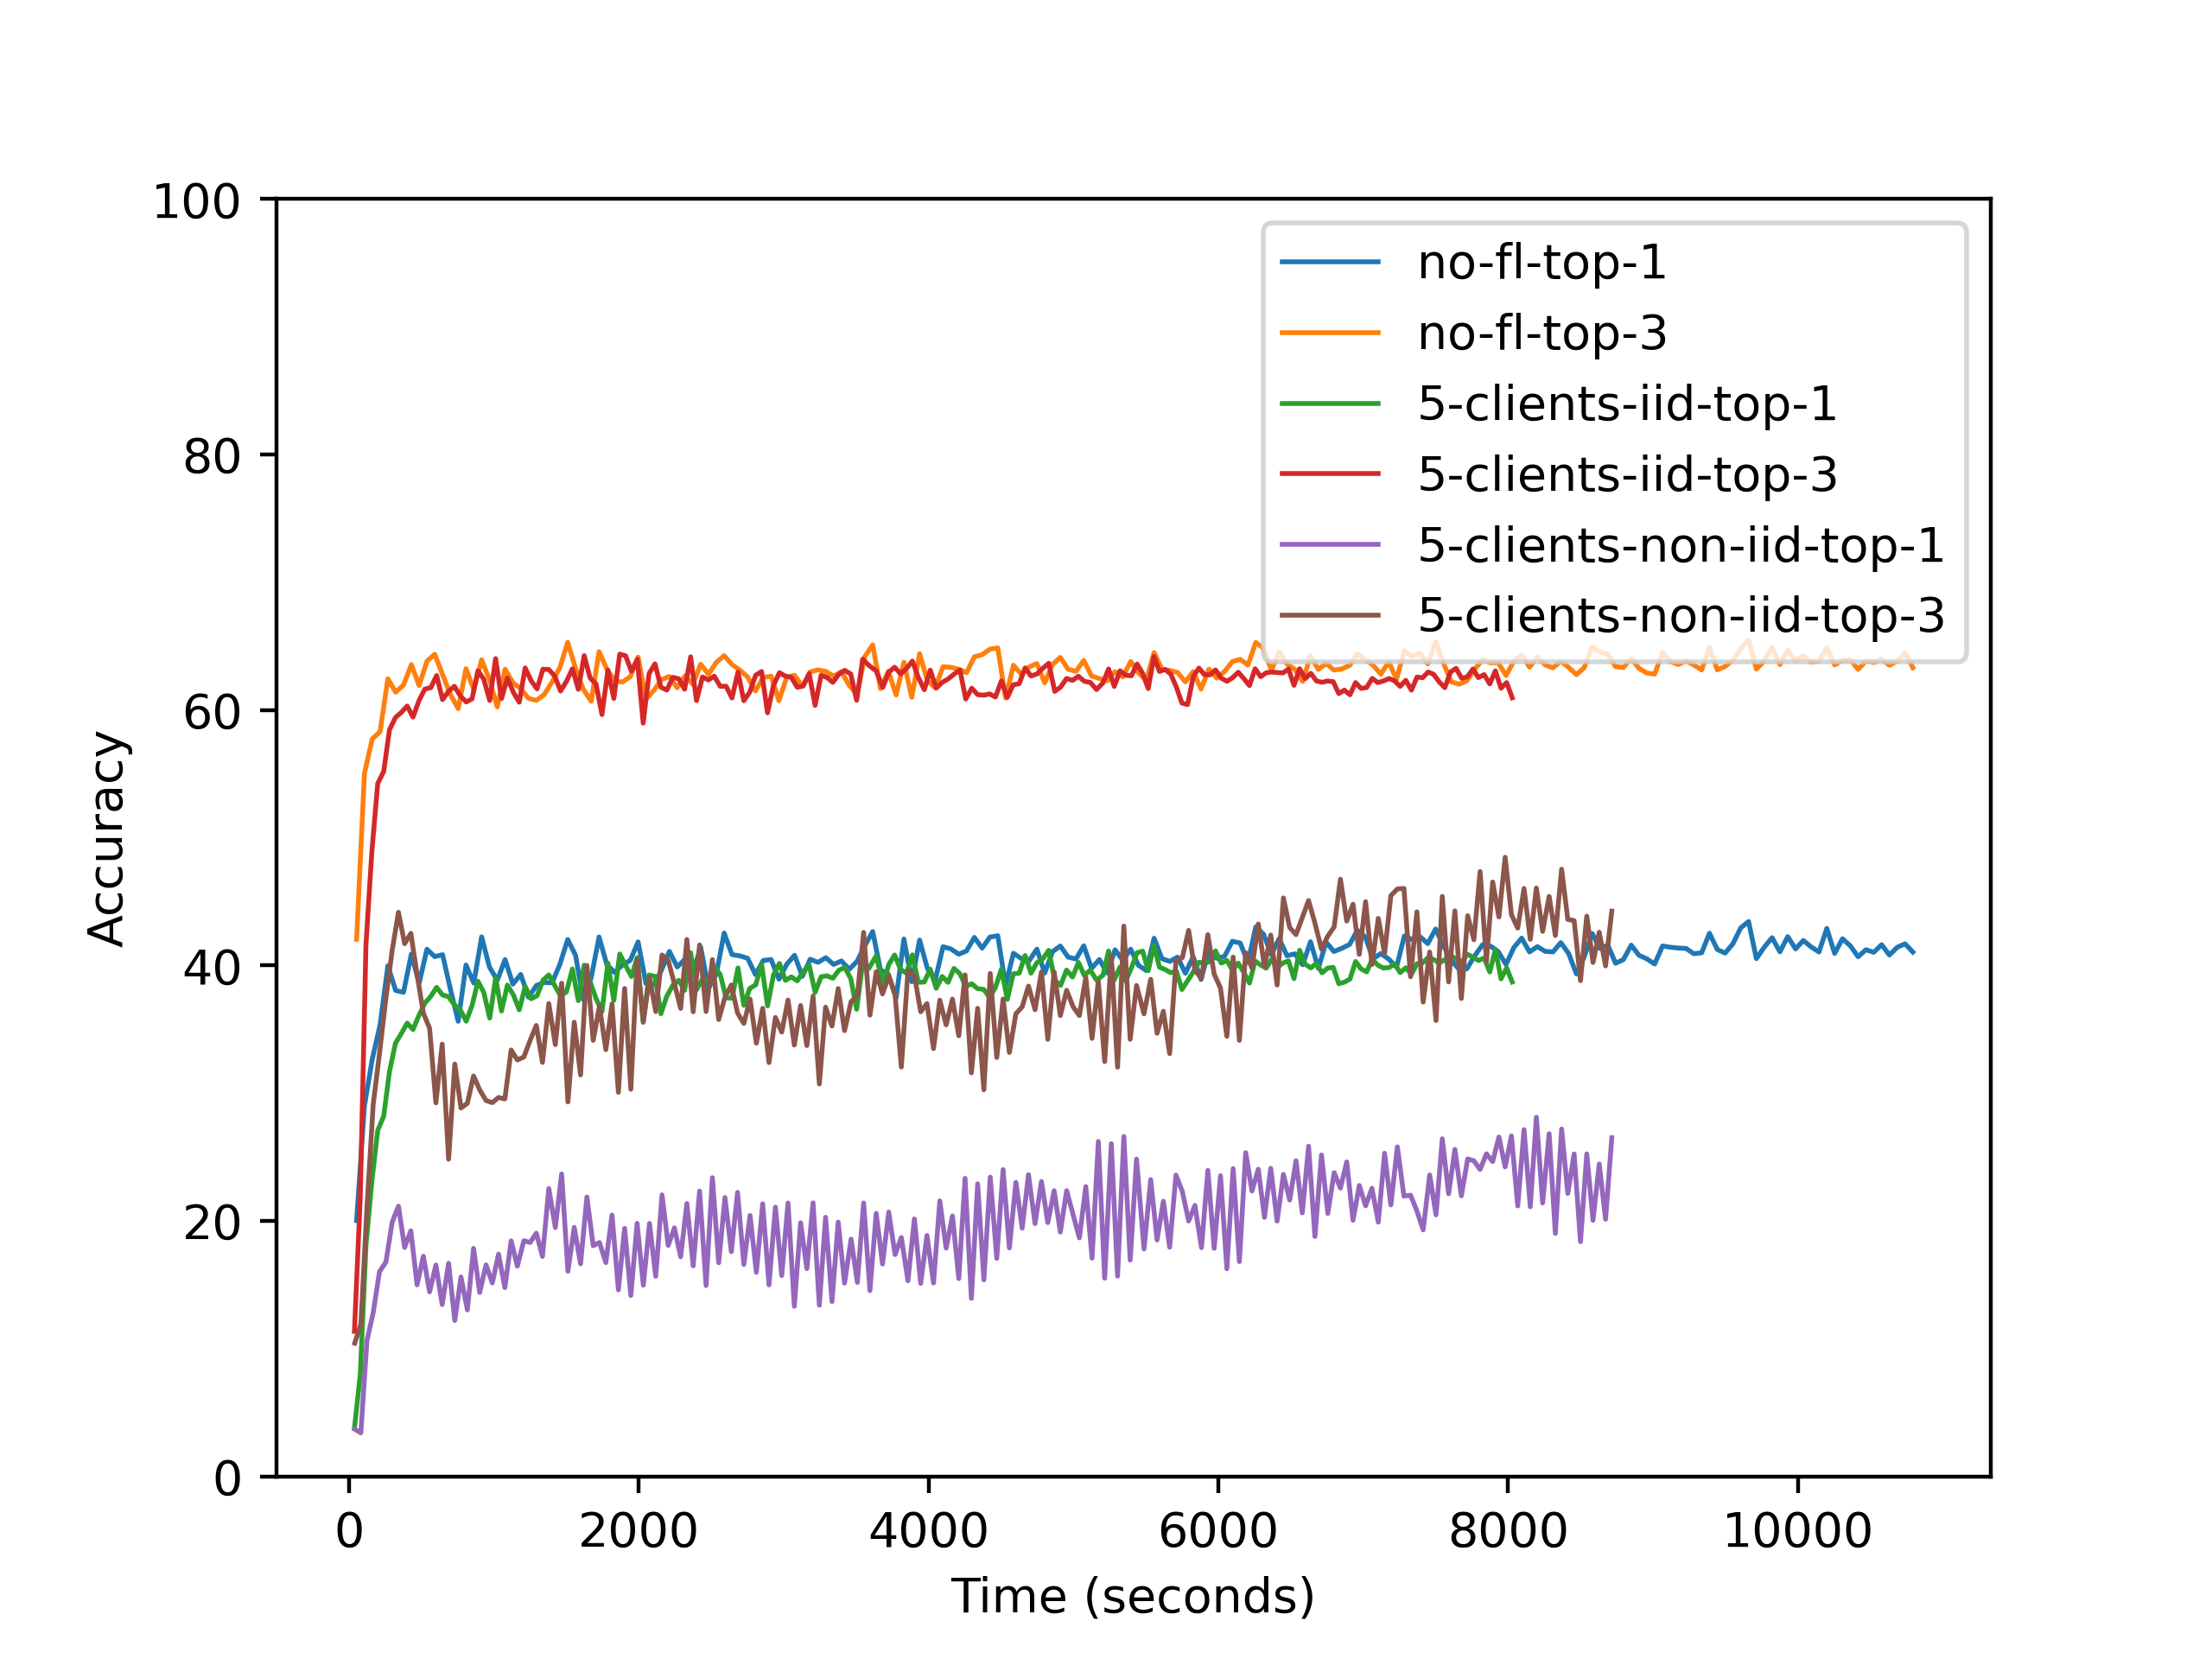 100
80
60
40
20
0
Accuracy
no-fl-top-1
no-fl-top-3
5-clients-iid-top-1
5-clients-iid-top-3
5-clients-non-iid-top-1
5-clients-non-iid-top-3
0 2000 4000 6000 8000 10000
Time (seconds)